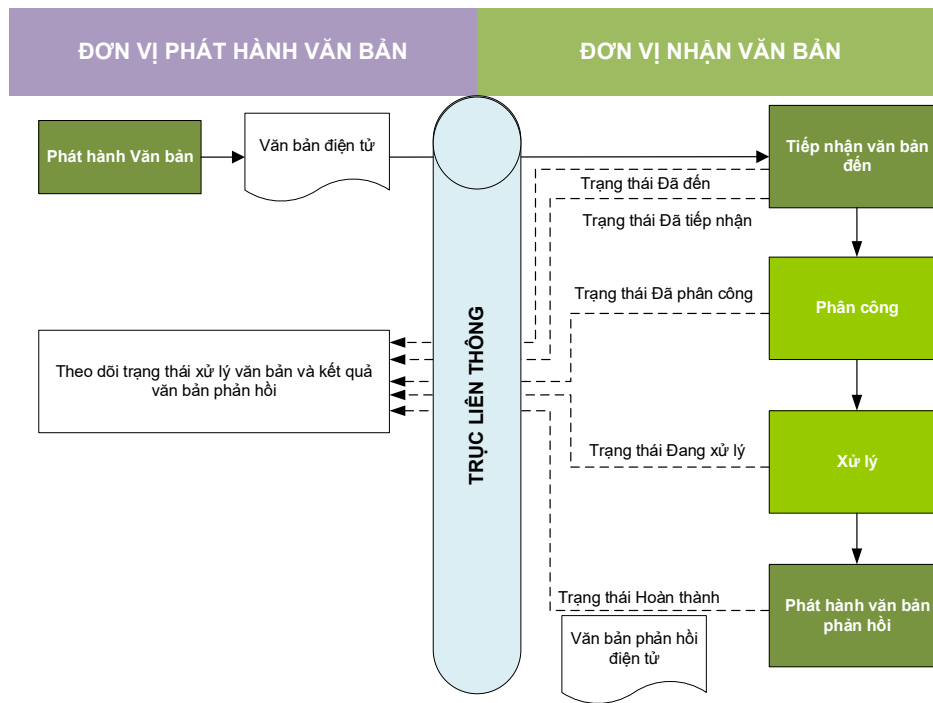 ĐƠN VỊ PHÁT HÀNH VĂN BẢN
ĐƠN VỊ NHẬN VĂN BẢN
Phát hành Văn bản
Văn bản điện tử
Tiếp nhận văn bản
đến
Trạng thái Đã đến
Trạng thái Đã tiếp nhận
Trạng thái Đã phân công
Phân công
Theo dõi trạng thái xử lý văn bản và kết quả
văn bản phản hồi
TRỤC LIÊN THÔNG
Trạng thái Đang xử lý
Xử lý
Trạng thái Hoàn thành
Phát hành văn bản
phản hồi
Văn bản phản hồi
điện tử